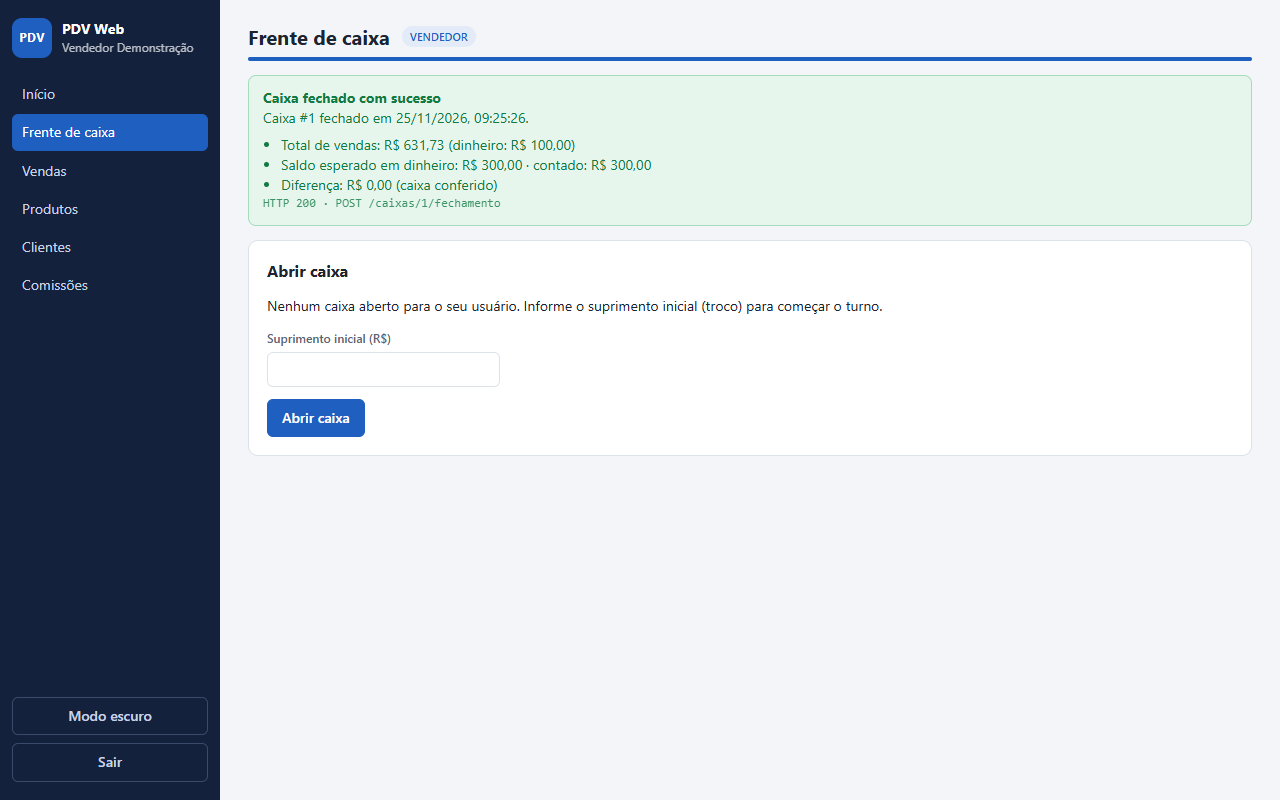 PDV
PDV Web
Vendedor Demonstração
Início
Frente de caixa
Vendas
Produtos
Clientes
Comissões
Modo escuro
Sair
Frente de caixa
VENDEDOR
Caixa fechado com sucesso
Caixa #1 fechado em 25/11/2026, 09:25:26.
• Total de vendas: R$ 631,73 (dinheiro: R$ 100,00)
• Saldo esperado em dinheiro: R$ 300,00 · contado: R$ 300,00
• Diferença: R$ 0,00 (caixa conferido)
HTTP 200 · POST /caixas/1/fechamento
Abrir caixa
Nenhum caixa aberto para o seu usuário. Informe o suprimento inicial (troco) para começar o turno.
Suprimento inicial (R$)
Abrir caixa